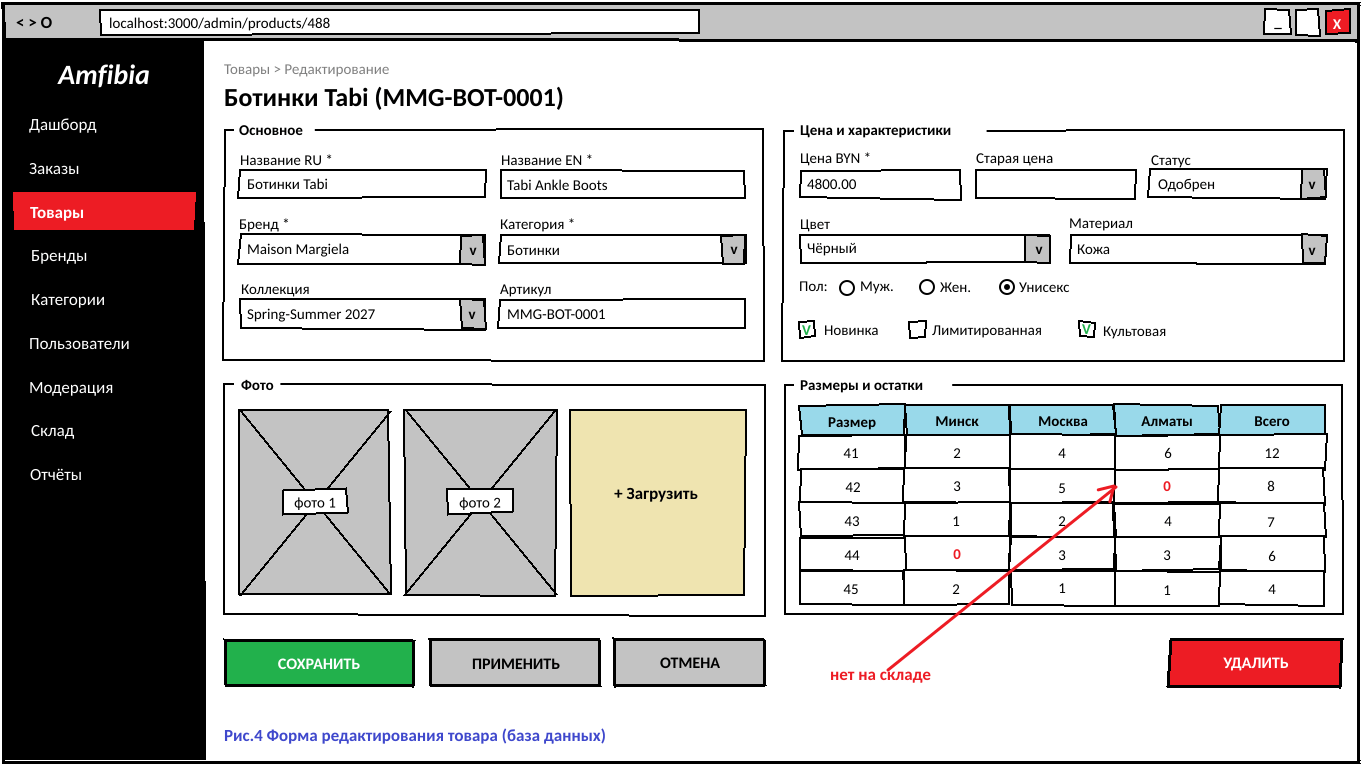 < > O
localhost:3000/admin/products/488
_
X
Amfibia
Дашборд
Заказы
Товары
Бренды
Категории
Пользователи
Модерация
Склад
Отчёты
Товары > Редактирование
Ботинки Tabi (MMG-BOT-0001)
Основное
Название RU * Название EN *
Ботинки Tabi Tabi Ankle Boots
Бренд * Категория *
Maison Margiela v Ботинки v
Коллекция Артикул
Spring-Summer 2027 v MMG-BOT-0001
Цена и характеристики
Цена BYN * Старая цена Статус
4800.00 Одобрен v
Цвет Материал
Чёрный v Кожа v
Пол: Муж. Жен. Унисекс
V Новинка Лимитированная V Культовая
Фото
фото 1 фото 2 + Загрузить
Размеры и остатки
Размер Минск Москва Алматы Всего
41 2 4 6 12
42 3 5 0 8
43 1 2 4 7
44 0 3 3 6
45 2 1 1 4
СОХРАНИТЬ ПРИМЕНИТЬ ОТМЕНА
нет на складе
УДАЛИТЬ
Рис.4 Форма редактирования товара (база данных)